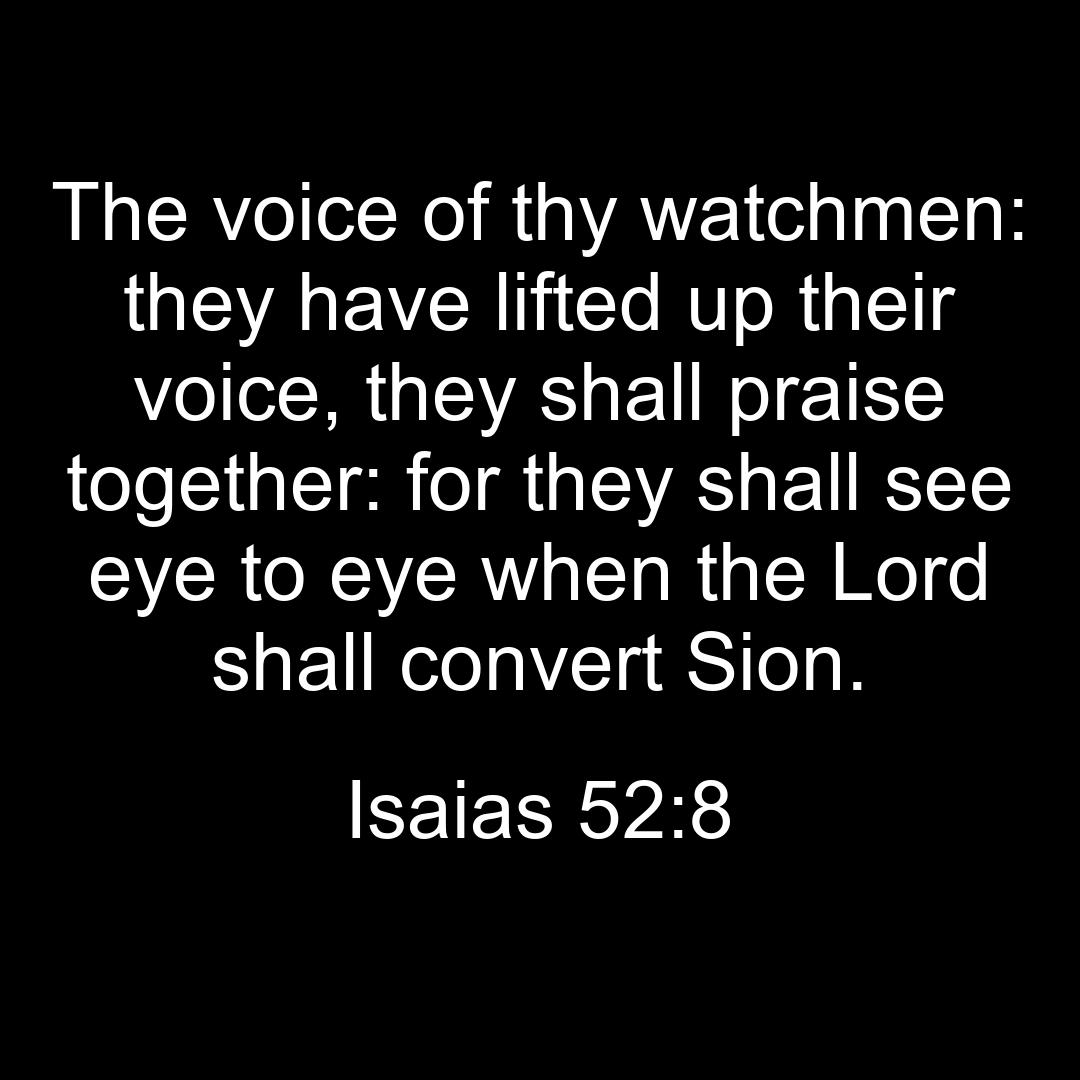 The voice of thy watchmen:
they have lifted up their
voice, they shall praise
together: for they shall see
eye to eye when the Lord
shall convert Sion.
Isaias 52:8